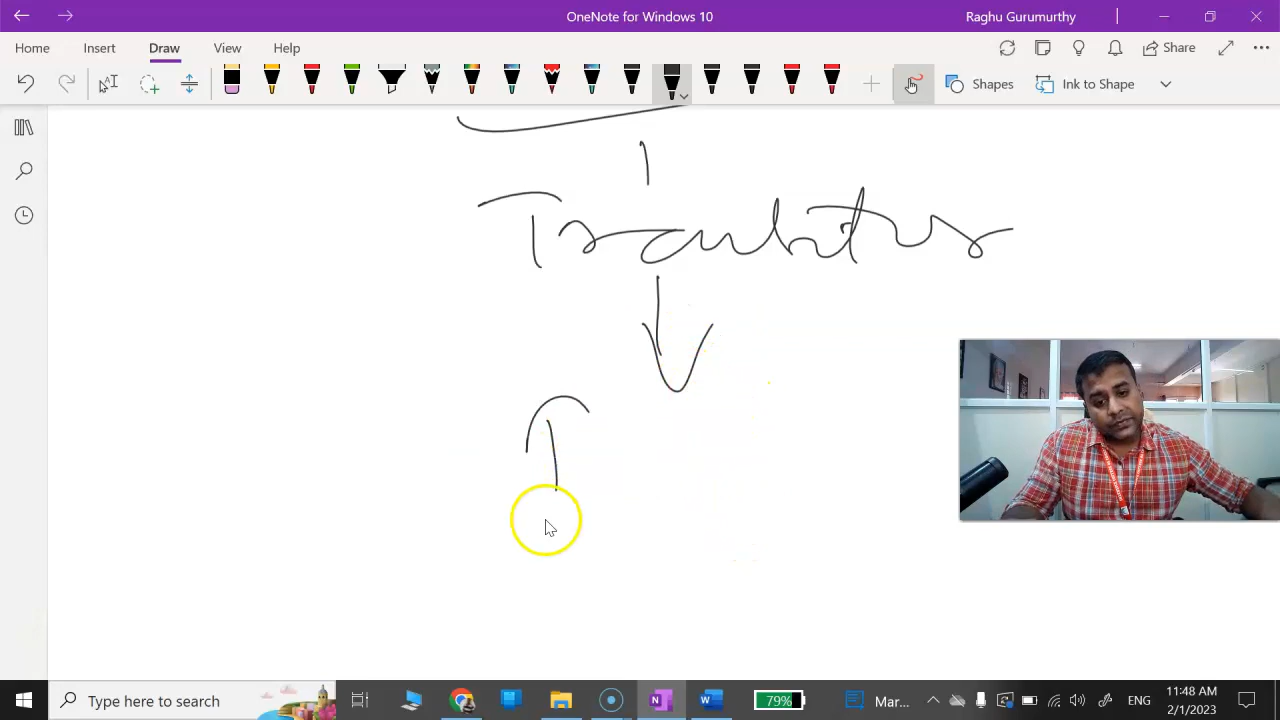 OneNote for Windows 10
Raghu Gurumurthy
Home Insert Draw View Help
Share
Shapes
Ink to Shape
Type here to search
79%
Mar...
ENG
11:48 AM
2/1/2023